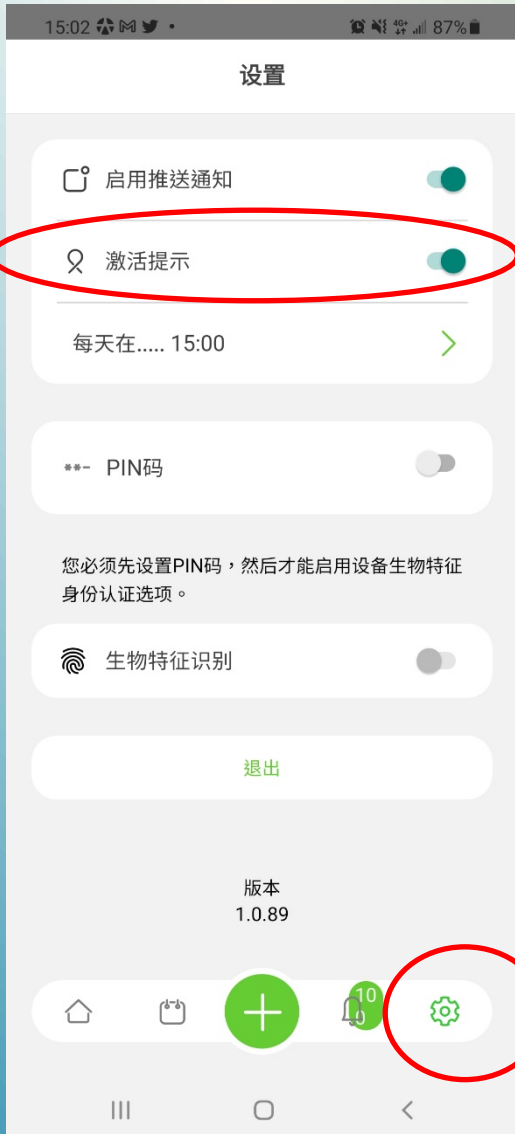 15:02
4G+
87%
设置
启用推送通知
激活提示
每天在..... 15:00
**- PIN码
您必须先设置PIN码，然后才能启用设备生物特征
身份认证选项。
生物特征识别
退出
版本
1.0.89
10
0